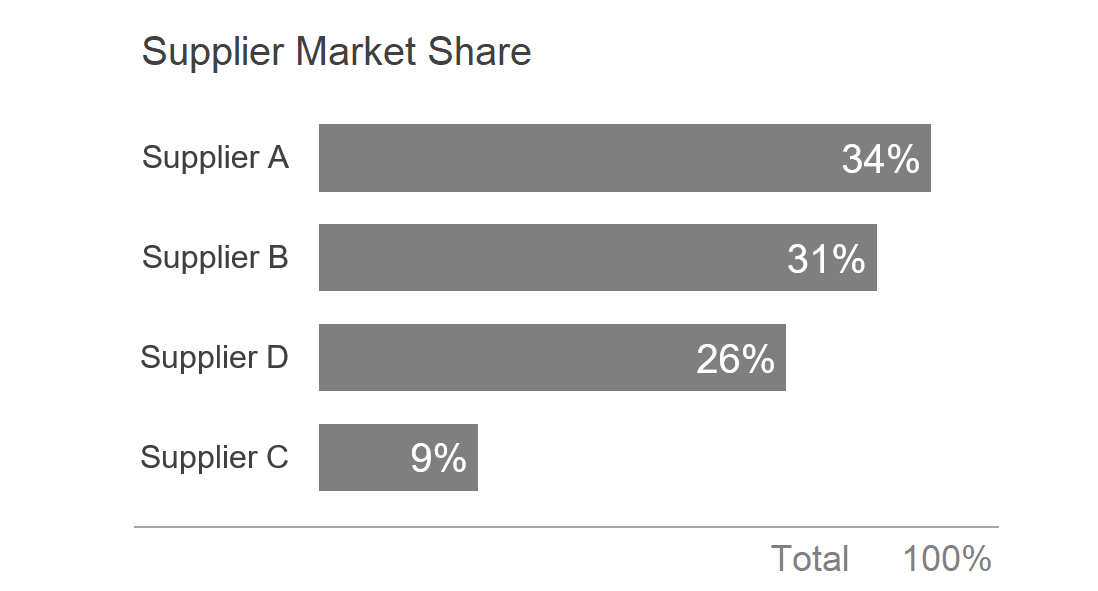 Supplier Market Share
Supplier A 34%
Supplier B 31%
Supplier D 26%
Supplier C 9%
Total 100%